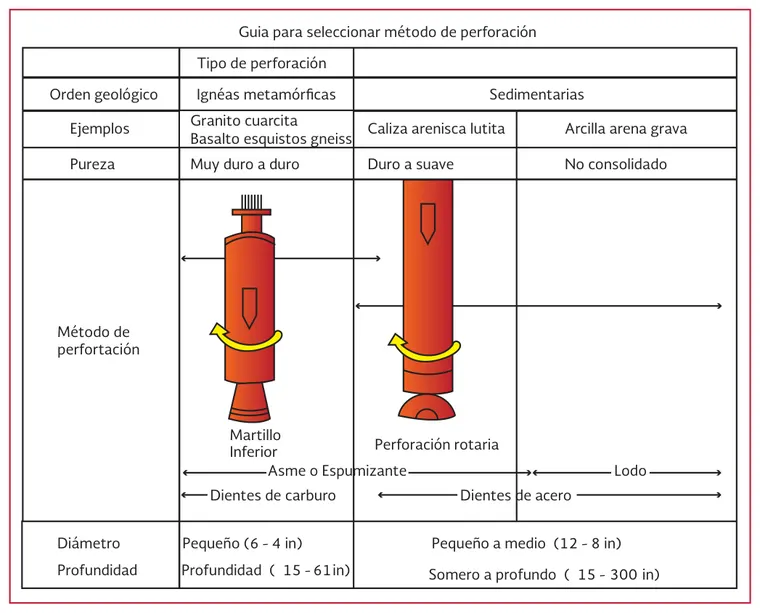 Guia para seleccionar método de perforación
Tipo de perforación
Orden geológico Ignéas metamórficas Sedimentarias
Ejemplos Granito cuarcita Basalto esquistos gneiss Caliza arenisca lutita Arcilla arena grava
Pureza Muy duro a duro Duro a suave No consolidado
Método de
perfortación
Martillo
Inferior
Perforación rotaria
Asme o Espumizante Lodo
Dientes de carburo Dientes de acero
Diámetro Pequeño (6 - 4 in) Pequeño a medio (12 - 8 in)
Profundidad Profundidad ( 15 - 61in) Somero a profundo ( 15 - 300 in)